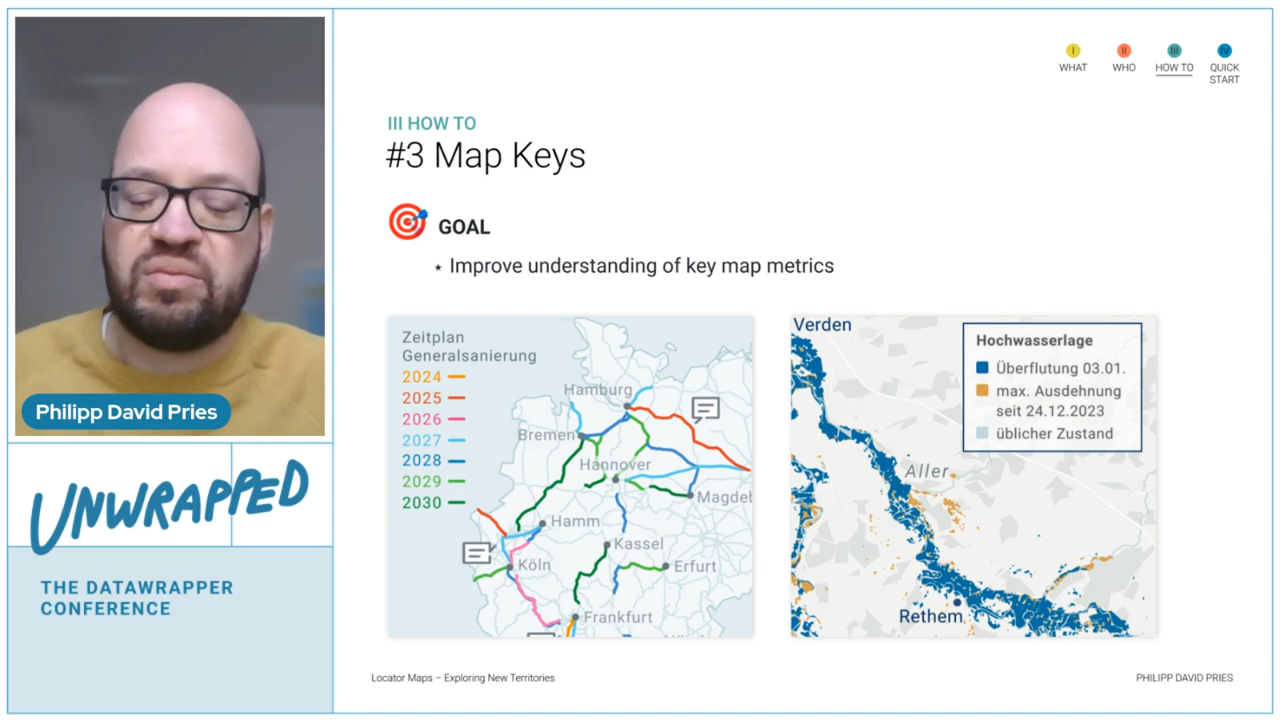 I
II
III
IV
WHAT
WHO
HOW TO
QUICK
START
III HOW TO
#3 Map Keys
GOAL
⋆ Improve understanding of key map metrics
Zeitplan
Generalsanierung
2024
2025
2026
2027
2028
2029
2030
Hamburg
Bremen
Hannover
Magdeb
Hamm
Kassel
Köln
Erfurt
Frankfurt
Verden
Hochwasserlage
Überflutung 03.01.
max. Ausdehnung
seit 24.12.2023
üblicher Zustand
Aller
Rethem
Philipp David Pries
UNWRAPPED
THE DATAWRAPPER
CONFERENCE
Locator Maps – Exploring New Territories
PHILIPP DAVID PRIES